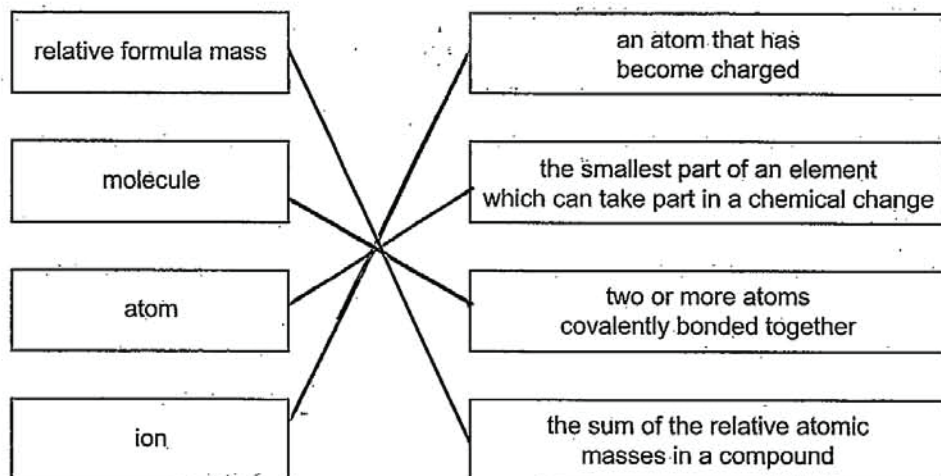 relative formula mass
an atom that has
become charged
molecule
the smallest part of an element
which can take part in a chemical change
atom
two or more atoms
covalently bonded together
ion
the sum of the relative atomic
masses in a compound